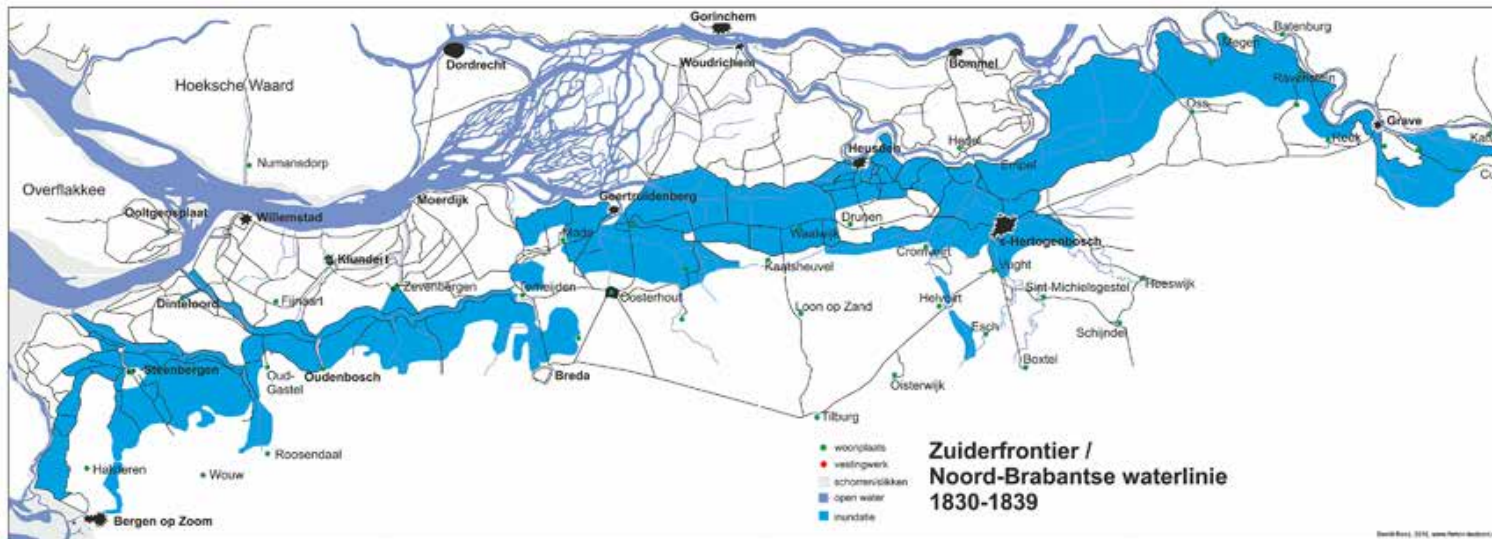 Gorinchem
Batenburg
Megen
Dordrecht
Woudrichem
Bommel
Hoeksche Waard
Ravenstein
Oss
Grave
Reek
Numansdorp
Heusden
Hedel
Empel
Overflakkee
Moerdijk
Geertruidenberg
Ooltgensplaat
Willemstad
Made
Waalwijk
Drunen
's-Hertogenbosch
Klundert
Kaatsheuvel
Cromvoirt
Vught
Dinteloord
Fijnaart
Zevenbergen
Terheijden
Oosterhout
Loon op Zand
Helvoirt
Sint-Michielsgestel
Heeswijk
Esch
Schijndel
Steenbergen
Oud-
Gastel
Oudenbosch
Breda
Boxtel
Oisterwijk
Tilburg
Halsteren
Wouw
Roosendaal
Bergen op Zoom
woonplaats
vestingwerk
schorren/slikken
open water
inundatie
Zuiderfrontier /
Noord-Brabantse waterlinie
1830-1839